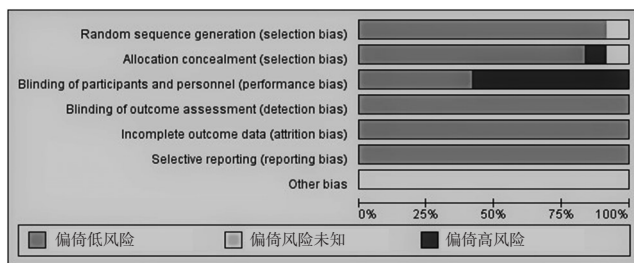 Random sequence generation (selection bias)
Allocation concealment (selection bias)
Blinding of participants and personnel (performance bias)
Blinding of outcome assessment (detection bias)
Incomplete outcome data (attrition bias)
Selective reporting (reporting bias)
Other bias
0% 25% 50% 75% 100%
偏倚低风险 偏倚风险未知 偏倚高风险